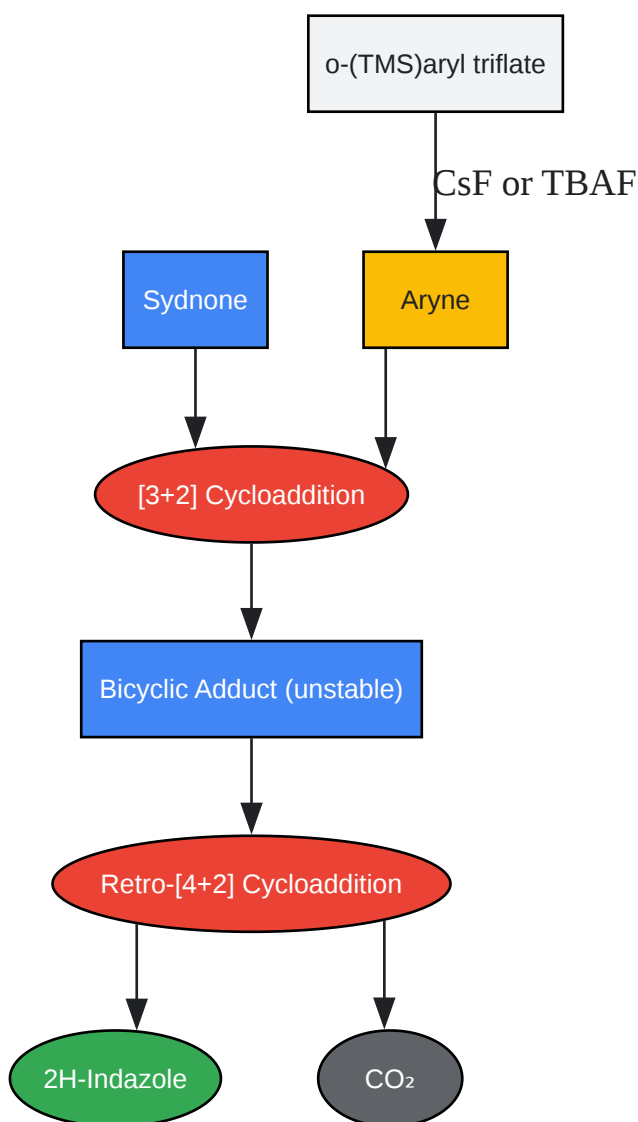 o-(TMS)aryl triflate
CsF or TBAF
Sydnone
Aryne
[3+2] Cycloaddition
Bicyclic Adduct (unstable)
Retro-[4+2] Cycloaddition
2H-Indazole
CO₂